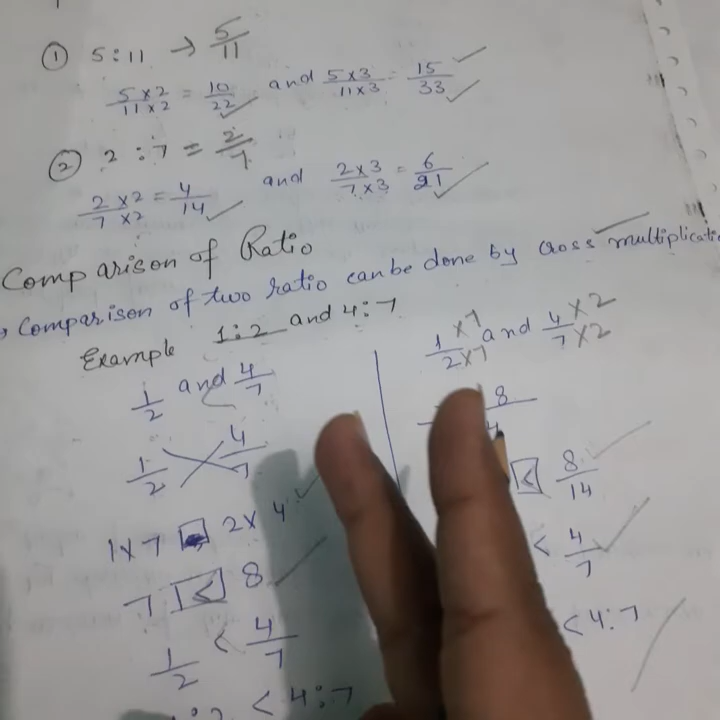 ① 5:11 → 5/11
5×2/11×2 = 10/22 and 5×3/11×3 = 15/33
② 2:7 = 2/7
2×2/7×2 = 4/14 and 2×3/7×3 = 6/21
Comparison of Ratio
Comparison of two ratio can be done by cross multiplicatio
Example 1:2 and 4:7
1/2 and 4/7
1/2 4/7
1×7 2×4
7 < 8
1/2 < 4/7
:2 < 4:7
1×7/2×7 and 4×2/7×2
8
< 8/14
< 4/7
< 4:7